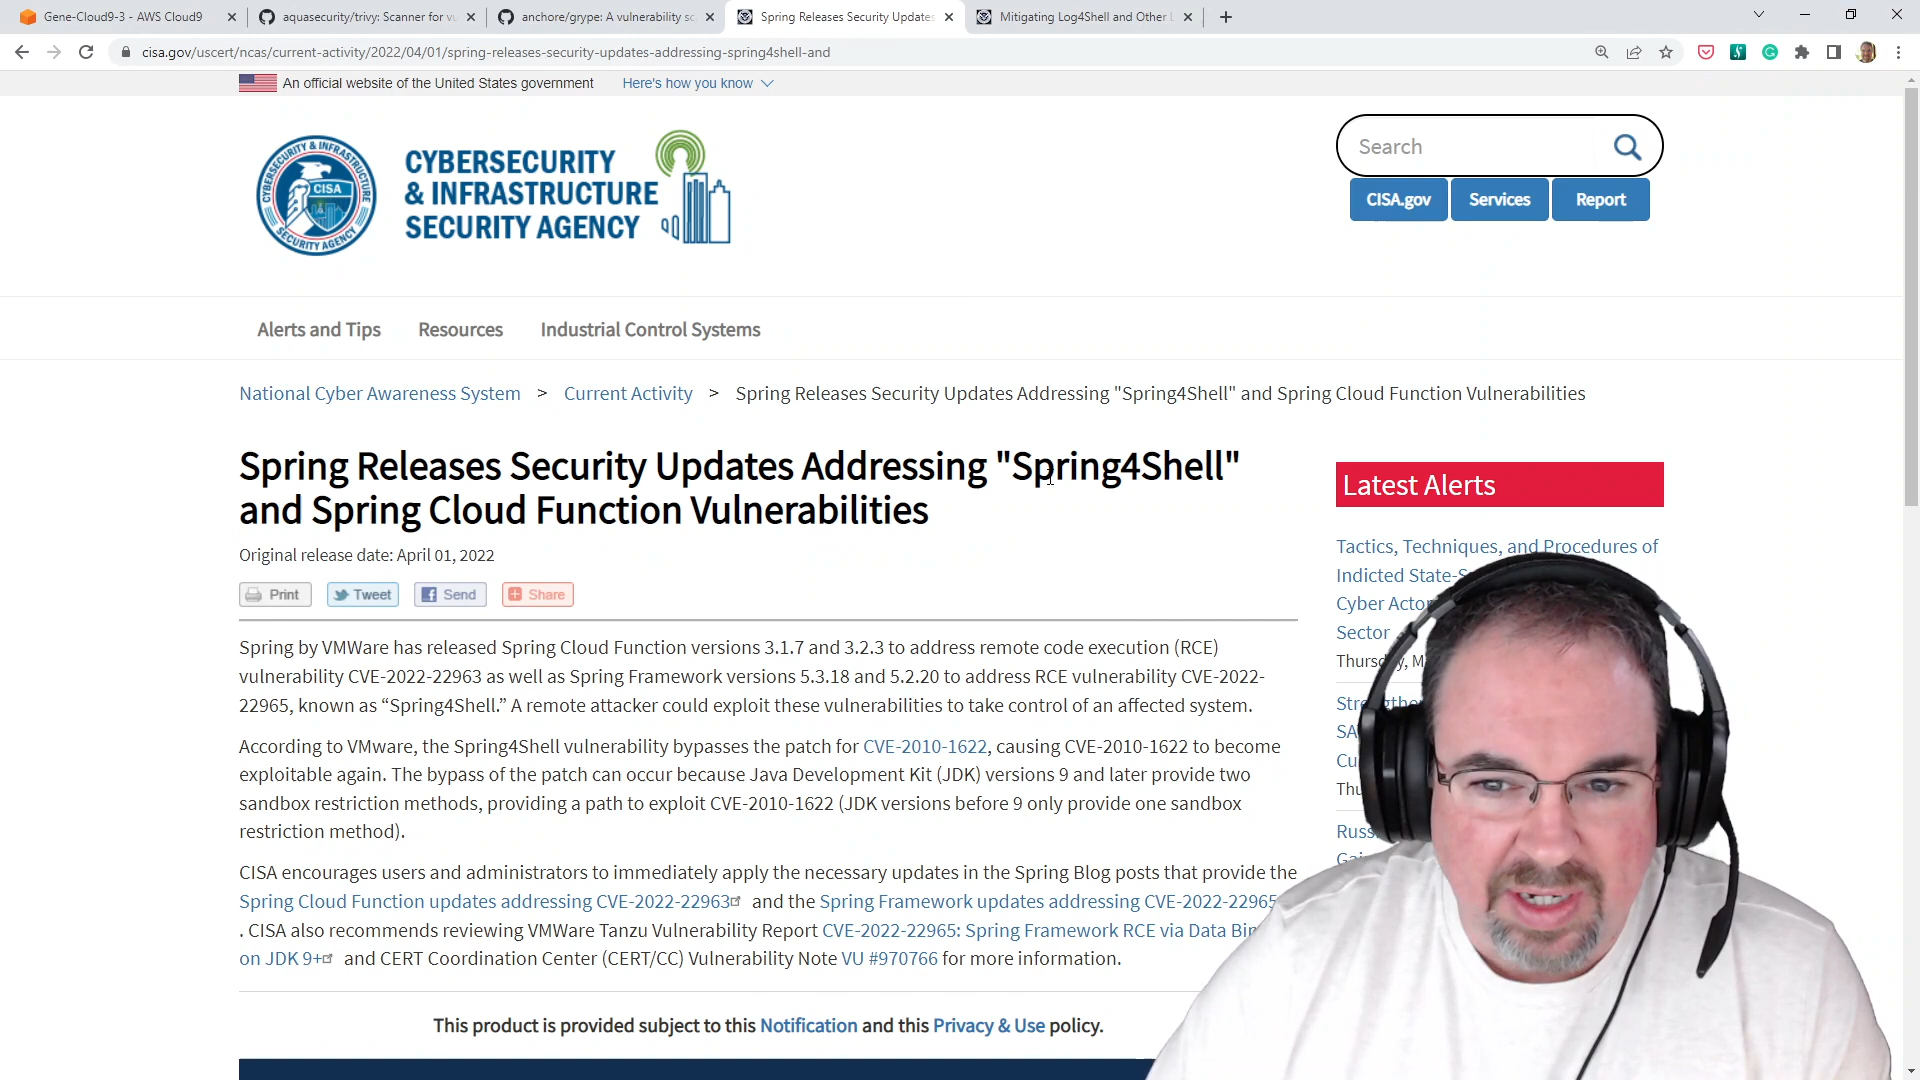 Gene-Cloud9-3 - AWS Cloud9
aquasecurity/trivy: Scanner for vu
anchore/grype: A vulnerability sc
Spring Releases Security Updates
Mitigating Log4Shell and Other L
cisa.gov/uscert/ncas/current-activity/2022/04/01/spring-releases-security-updates-addressing-spring4shell-and
An official website of the United States government Here's how you know
CYBERSECURITY & INFRASTRUCTURE
CISA
SECURITY AGENCY
CYBERSECURITY
& INFRASTRUCTURE
SECURITY AGENCY
Search
CISA.gov Services Report
Alerts and Tips Resources Industrial Control Systems
National Cyber Awareness System > Current Activity > Spring Releases Security Updates Addressing "Spring4Shell" and Spring Cloud Function Vulnerabilities
Spring Releases Security Updates Addressing "Spring4Shell"
and Spring Cloud Function Vulnerabilities
Original release date: April 01, 2022
Print Tweet Send Share
Spring by VMWare has released Spring Cloud Function versions 3.1.7 and 3.2.3 to address remote code execution (RCE)
vulnerability CVE-2022-22963 as well as Spring Framework versions 5.3.18 and 5.2.20 to address RCE vulnerability CVE-2022-
22965, known as “Spring4Shell.” A remote attacker could exploit these vulnerabilities to take control of an affected system.
According to VMware, the Spring4Shell vulnerability bypasses the patch for CVE-2010-1622, causing CVE-2010-1622 to become
exploitable again. The bypass of the patch can occur because Java Development Kit (JDK) versions 9 and later provide two
sandbox restriction methods, providing a path to exploit CVE-2010-1622 (JDK versions before 9 only provide one sandbox
restriction method).
CISA encourages users and administrators to immediately apply the necessary updates in the Spring Blog posts that provide the
Spring Cloud Function updates addressing CVE-2022-22963 and the Spring Framework updates addressing CVE-2022-22965
. CISA also recommends reviewing VMWare Tanzu Vulnerability Report CVE-2022-22965: Spring Framework RCE via Data Bin
on JDK 9+ and CERT Coordination Center (CERT/CC) Vulnerability Note VU #970766 for more information.
This product is provided subject to this Notification and this Privacy & Use policy.
Latest Alerts
Tactics, Techniques, and Procedures of
Indicted State-S
Cyber Acto
Sector
Thursday, M
Strengthe
SA
Cu
Thu
Russ
Gai